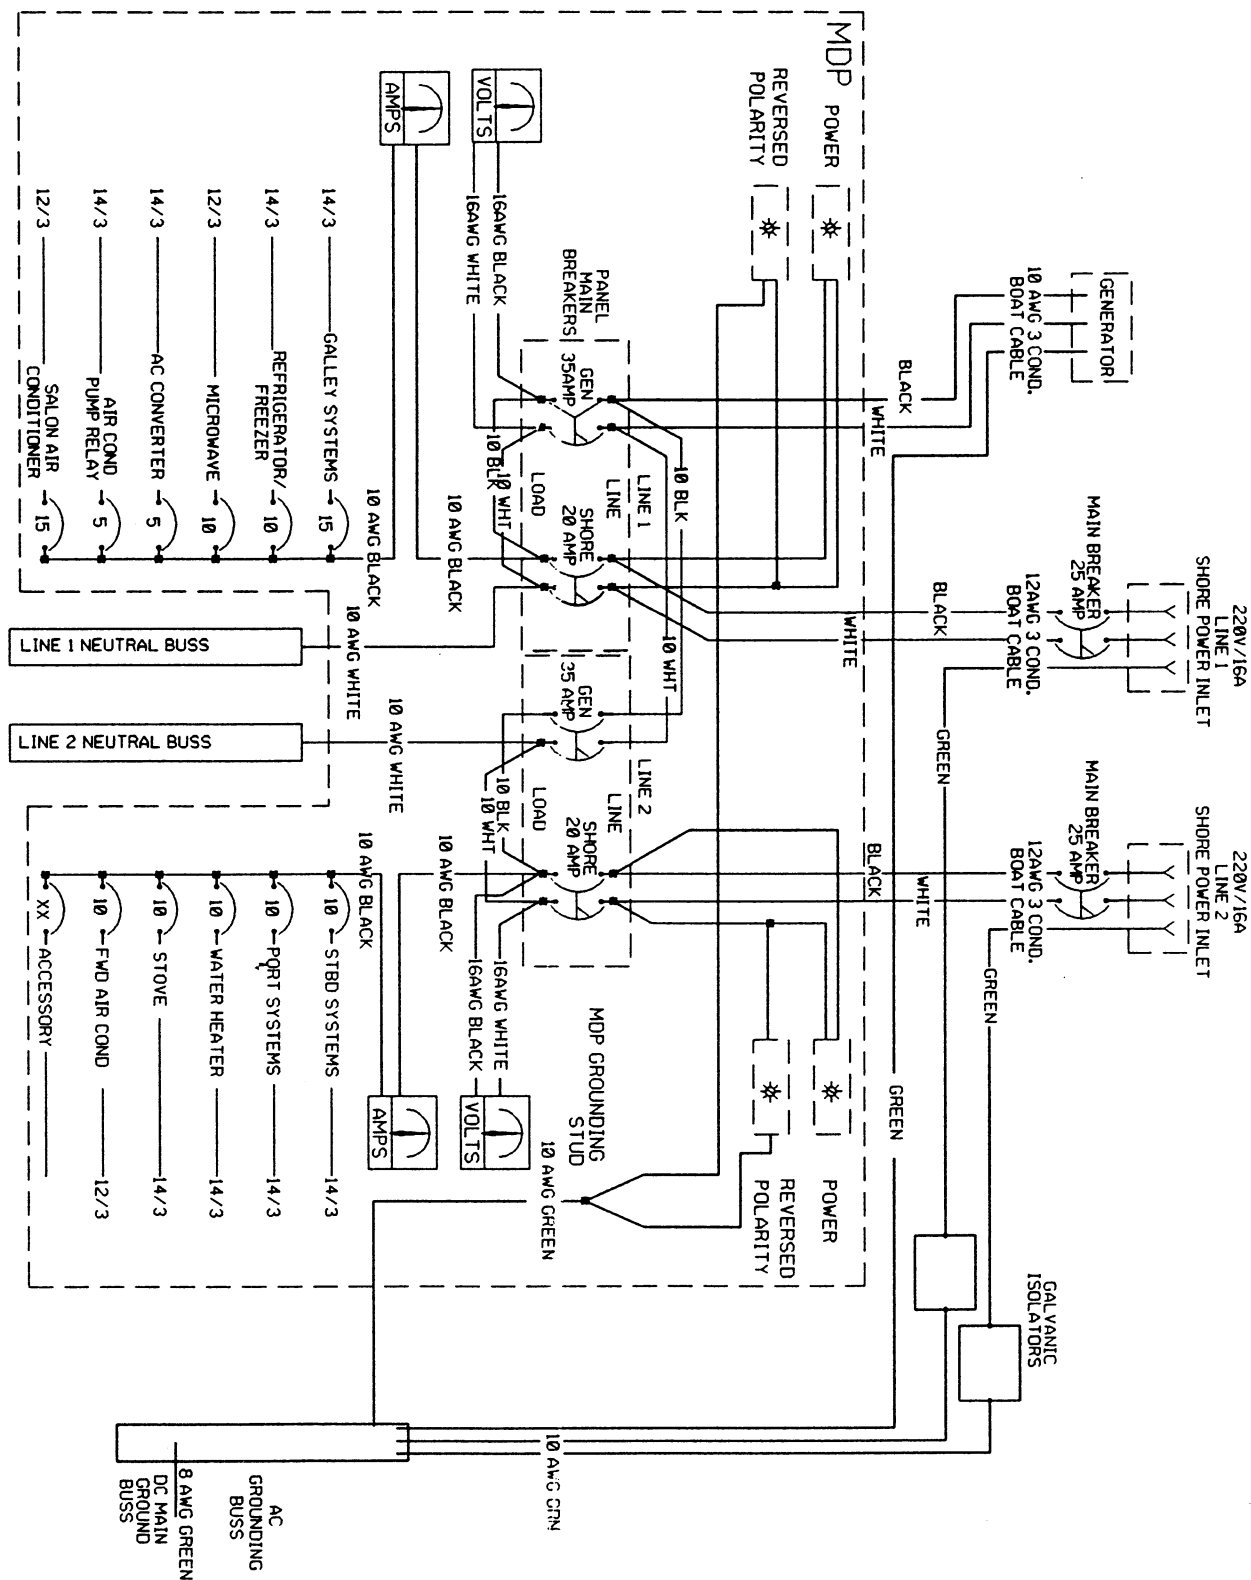 220V/16A
LINE 1
SHORE POWER INLET
220V/16A
LINE 2
SHORE POWER INLET
GENERATOR
10 AWG 3 COND.
BOAT CABLE
MAIN BREAKER
25 AMP
12AWG 3 COND.
BOAT CABLE
MAIN BREAKER
25 AMP
12AWG 3 COND.
BOAT CABLE
GALVANIC
ISOLATORS
BLACK
WHITE
BLACK
WHITE
GREEN
BLACK
WHITE
GREEN
GREEN
MDP
POWER
REVERSED
POLARITY
POWER
REVERSED
POLARITY
VOLTS
AMPS
16AWG BLACK
16AWG WHITE
PANEL
MAIN
BREAKERS
GEN
35AMP
LINE 1
LINE
LOAD
SHORE
20 AMP
10 BLK
10 WHT
10 BLK
10 WHT
GEN
35 AMP
LINE 2
LINE
LOAD
SHORE
20 AMP
10 BLK
10 WHT
MDP GROUNDING
STUD
10 AWG GREEN
16AWG WHITE
16AWG BLACK
VOLTS
AMPS
10 AWG BLACK
10 AWG BLACK
10 AWG WHITE
10 AWG WHITE
10 AWG BLACK
10 AWG BLACK
14/3 GALLEY SYSTEMS 15
14/3 REFRIGERATOR/
FREEZER 10
12/3 MICROWAVE 10
14/3 AC CONVERTER 5
14/3 AIR COND
PUMP RELAY 5
12/3 SALON AIR
CONDITIONER 15
LINE 1 NEUTRAL BUSS
LINE 2 NEUTRAL BUSS
10 STBD SYSTEMS 14/3
10 PORT SYSTEMS 14/3
10 WATER HEATER 14/3
10 STOVE 14/3
10 FWD AIR COND 12/3
XX ACCESSORY
10 AWG GRN
AC
GROUNDING
BUSS
8 AWG GREEN
DC MAIN
GROUND
BUSS